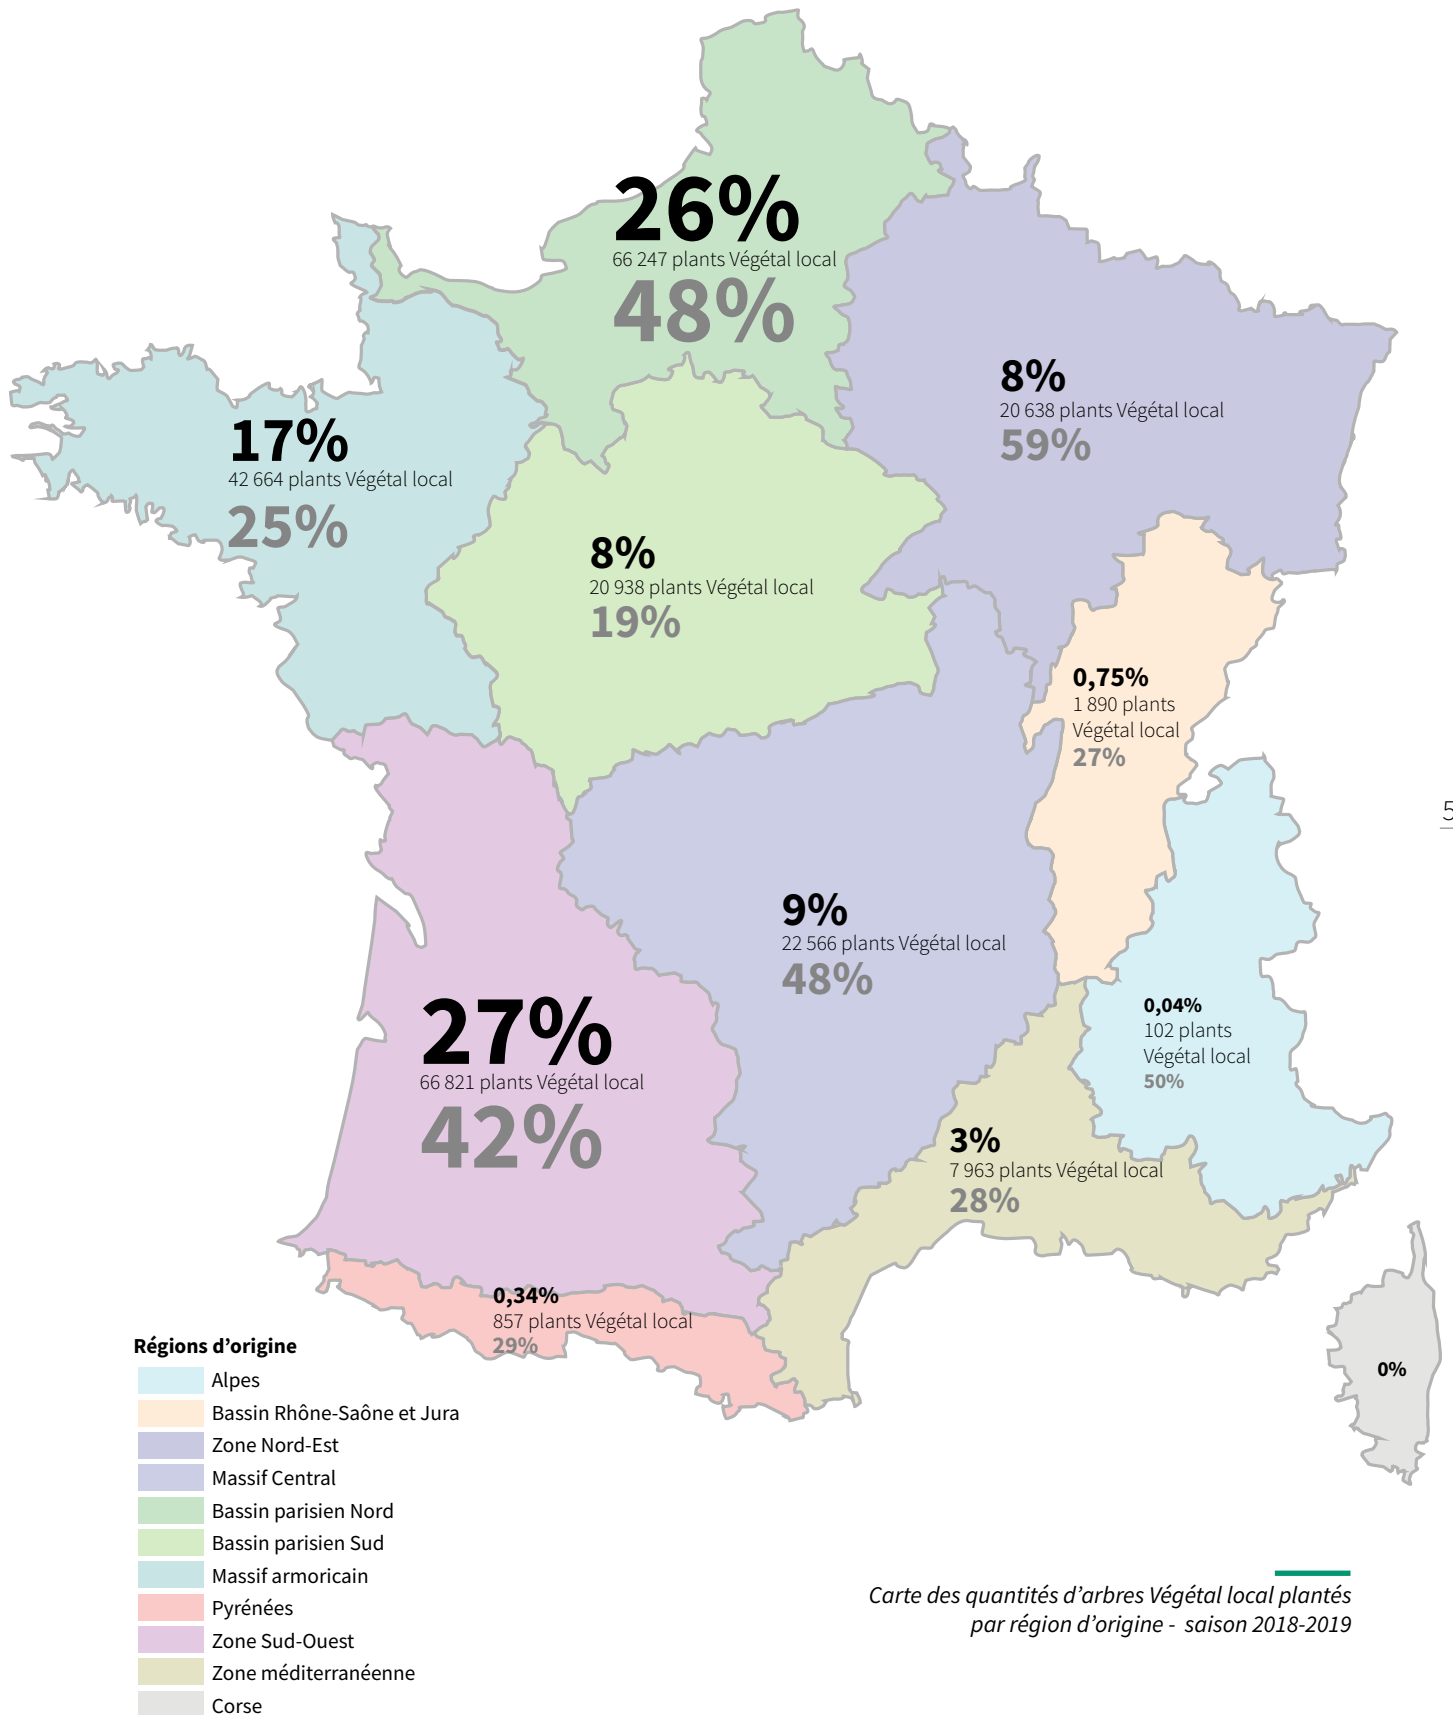 26%
66 247 plants Végétal local
48%
8%
20 638 plants Végétal local
59%
17%
42 664 plants Végétal local
25%
8%
20 938 plants Végétal local
19%
0,75%
1 890 plants
Végétal local
27%
5
9%
22 566 plants Végétal local
48%
27%
66 821 plants Végétal local
42%
0,04%
102 plants
Végétal local
50%
3%
7 963 plants Végétal local
28%
0,34%
857 plants Végétal local
29%
0%
Régions d’origine
Alpes
Bassin Rhône-Saône et Jura
Zone Nord-Est
Massif Central
Bassin parisien Nord
Bassin parisien Sud
Massif armoricain
Pyrénées
Zone Sud-Ouest
Zone méditerranéenne
Corse
Carte des quantités d’arbres Végétal local plantés
par région d’origine - saison 2018-2019